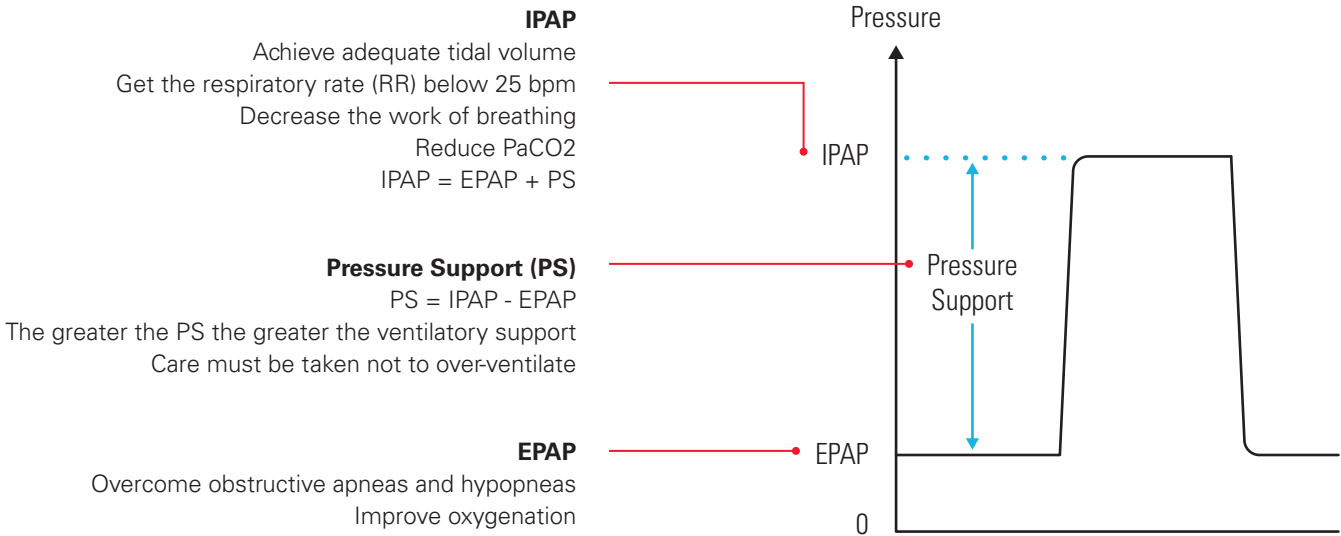 IPAP
Achieve adequate tidal volume
Get the respiratory rate (RR) below 25 bpm
Decrease the work of breathing
Reduce PaCO2
IPAP = EPAP + PS
Pressure Support (PS)
PS = IPAP - EPAP
The greater the PS the greater the ventilatory support
Care must be taken not to over-ventilate
EPAP
Overcome obstructive apneas and hypopneas
Improve oxygenation
Pressure
IPAP
Pressure
Support
EPAP
0